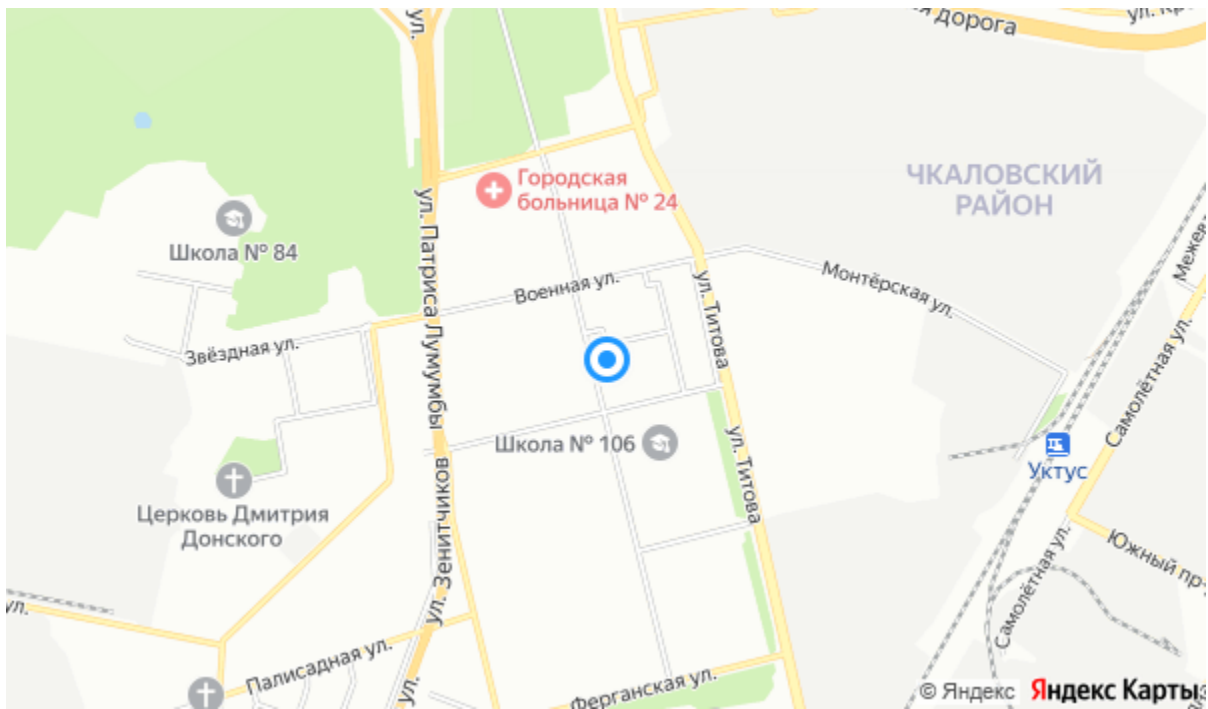 ул.
я дорога
ул. Кр
Городская
больница № 24
ЧКАЛОВСКИЙ
РАЙОН
Школа № 84
ул. Патриса Лумумбы
Военная ул.
ул. Титова
Монтёрская ул.
Межевь
Звёздная ул.
Самолётная ул.
Школа № 106
ул. Титова
Уктус
ул. Зенитчиков
Церковь Дмитрия
Донского
Южный пр
Самолётная ул.
ул.
Палисадная ул.
ул.
Ферганская ул.
© Яндекс Яндекс Карты